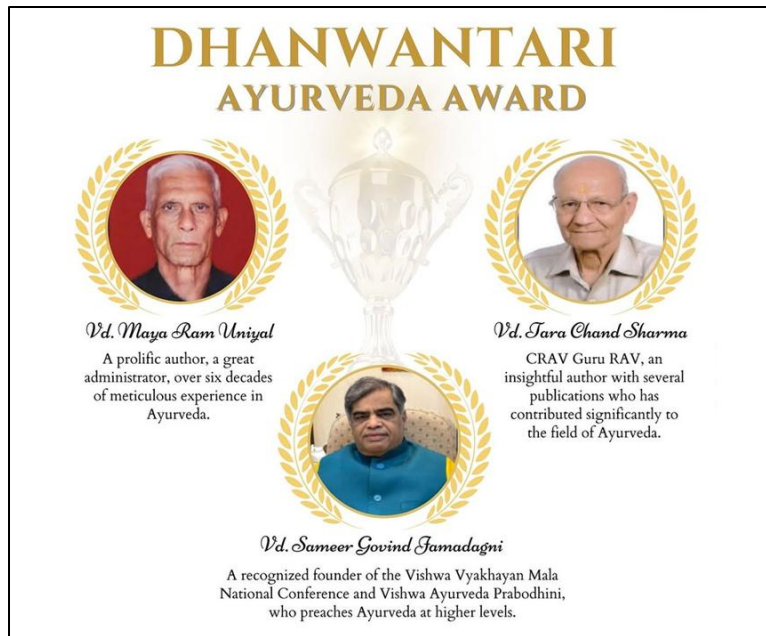 DHANWANTARI
AYURVEDA AWARD
Vd. Maya Ram Uniyal
A prolific author, a great
administrator, over six decades
of meticulous experience in
Ayurveda.
Vd. Tara Chand Sharma
CRAV Guru RAV, an
insightful author with several
publications who has
contributed significantly to
the field of Ayurveda.
Vd. Sameer Govind Jamadagni
A recognized founder of the Vishwa Vyakhayan Mala
National Conference and Vishwa Ayurveda Prabodhini,
who preaches Ayurveda at higher levels.